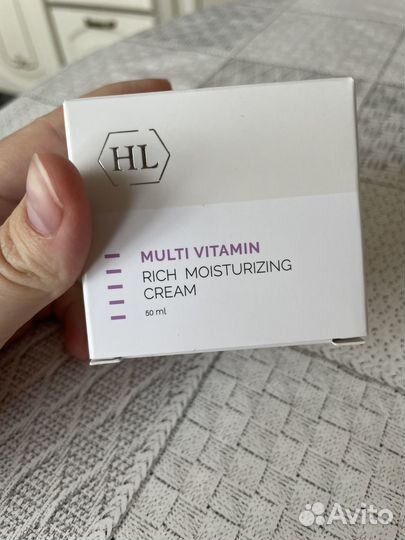 HL
MULTI VITAMIN
RICH MOISTURIZING
CREAM
50 ml
Avito